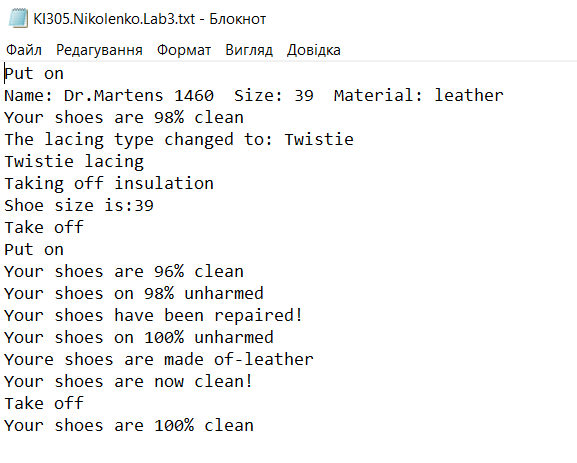 KI305.Nikolenko.Lab3.txt - Блокнот
Файл Редагування Формат Вигляд Довідка
Put on
Name: Dr.Martens 1460  Size: 39  Material: leather
Your shoes are 98% clean
The lacing type changed to: Twistie
Twistie lacing
Taking off insulation
Shoe size is:39
Take off
Put on
Your shoes are 96% clean
Your shoes on 98% unharmed
Your shoes have been repaired!
Your shoes on 100% unharmed
Youre shoes are made of-leather
Your shoes are now clean!
Take off
Your shoes are 100% clean